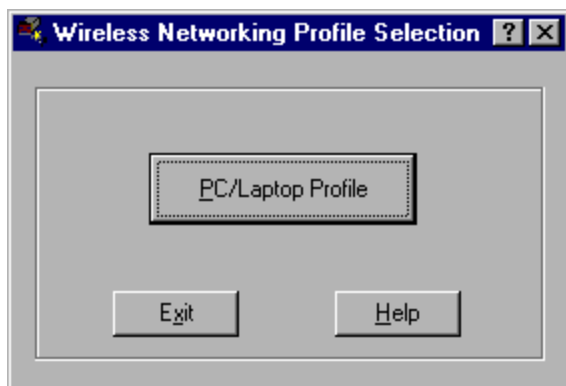 Wireless Networking Profile Selection ? X
PC/Laptop Profile
Exit Help